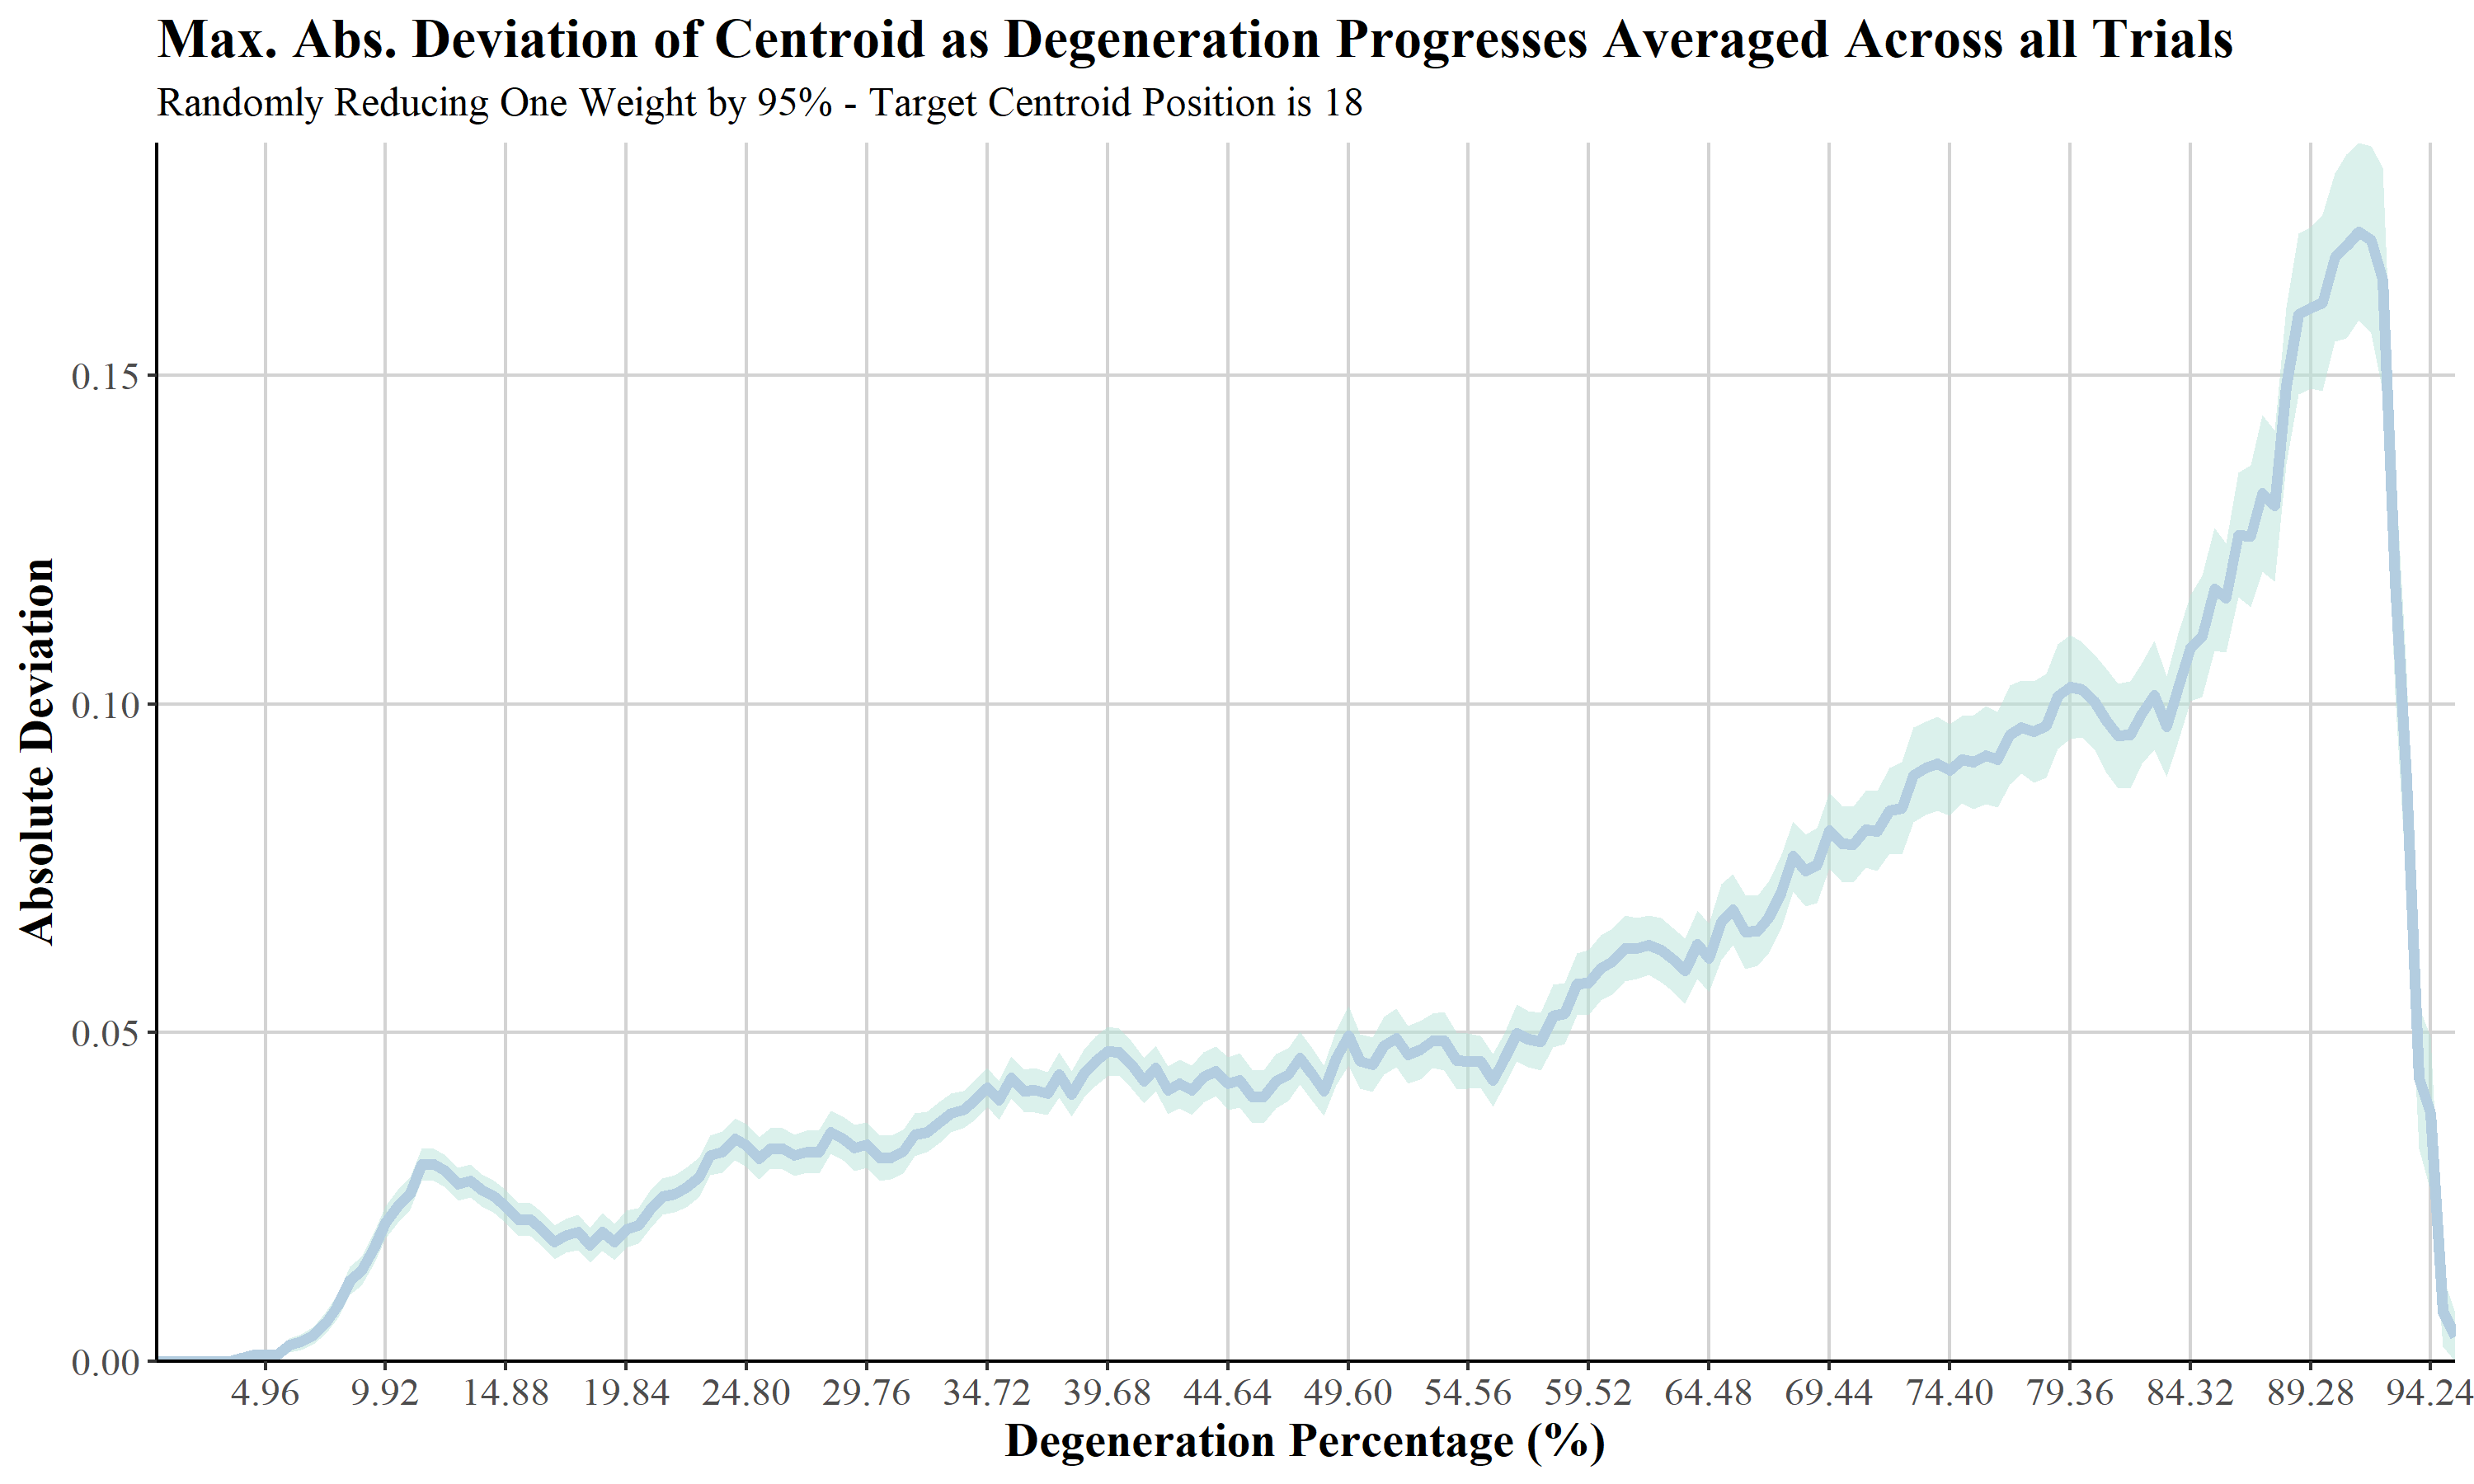 Max. Abs. Deviation of Centroid as Degeneration Progresses Averaged Across all Trials
Randomly Reducing One Weight by 95% - Target Centroid Position is 18
Absolute Deviation
0.15
0.10
0.05
0.00
4.96 9.92 14.88 19.84 24.80 29.76 34.72 39.68 44.64 49.60 54.56 59.52 64.48 69.44 74.40 79.36 84.32 89.28 94.24
Degeneration Percentage (%)